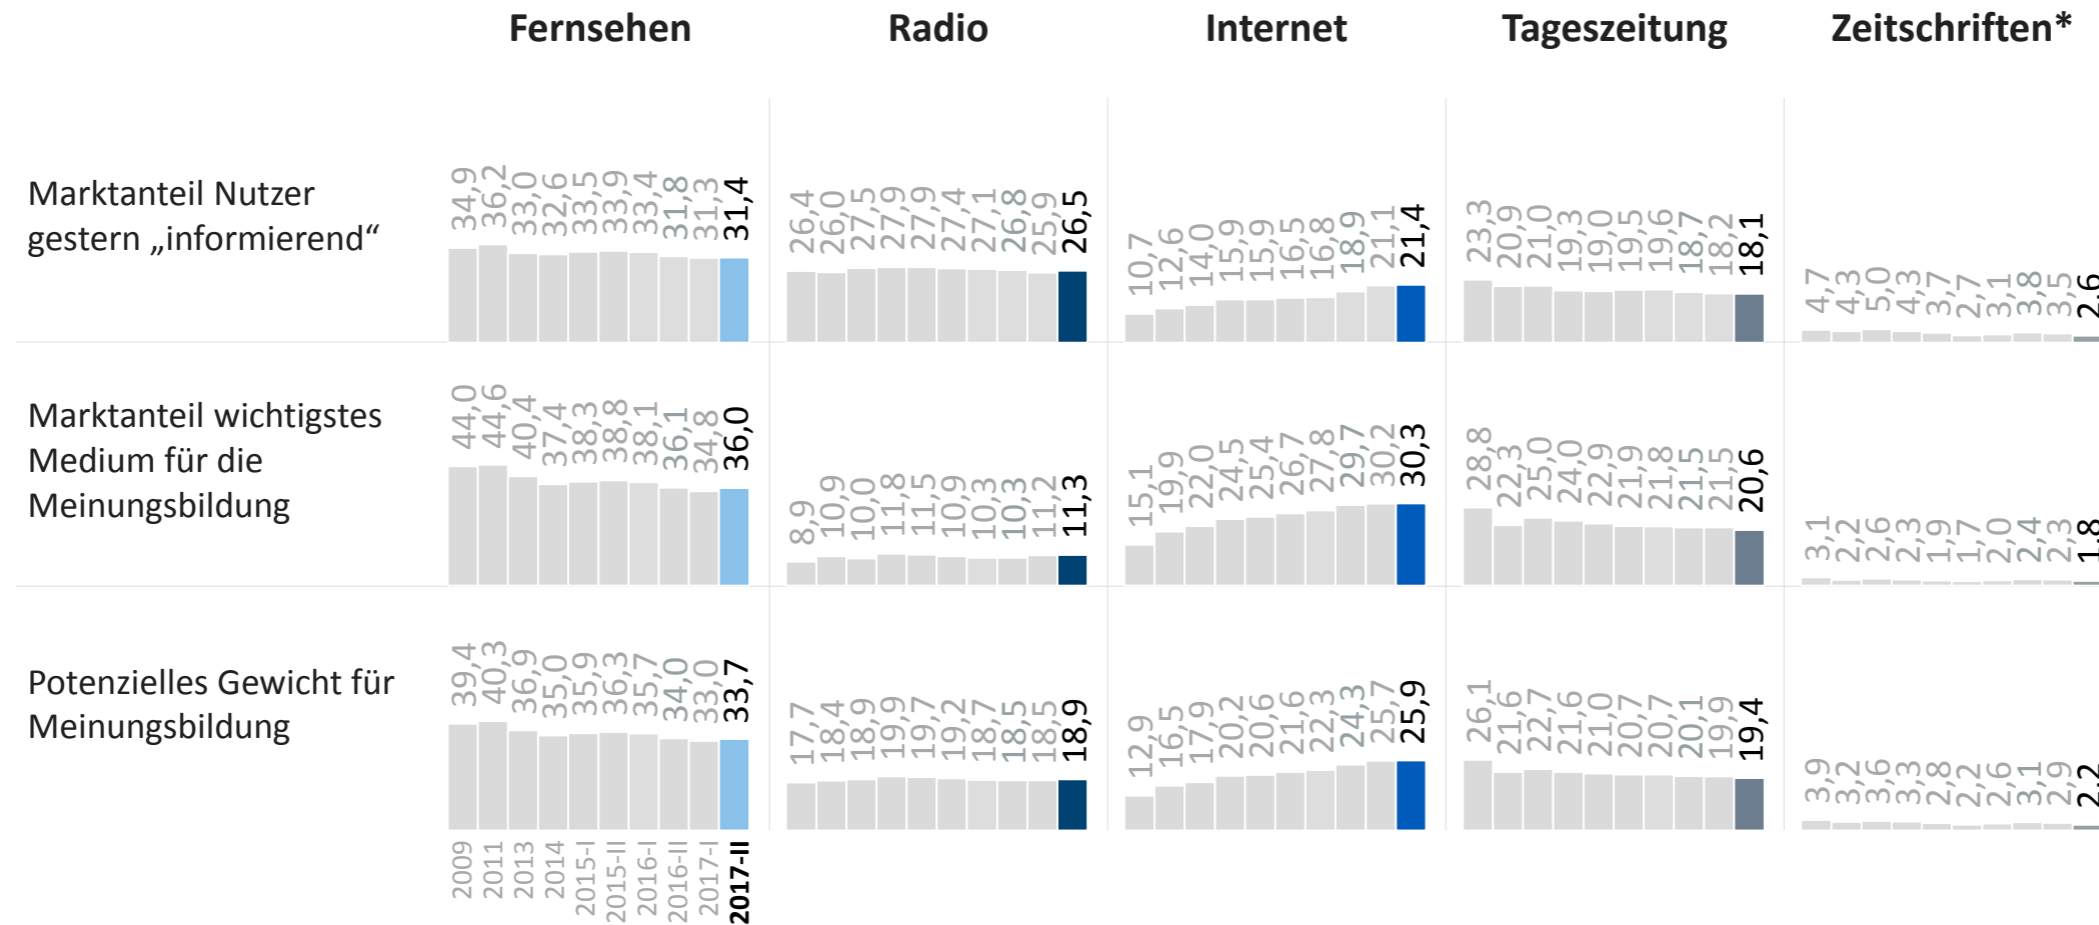 Fernsehen Radio Internet Tageszeitung Zeitschriften*
Marktanteil Nutzer
gestern „informierend“
34,9 36,2 33,0 32,6 33,5 33,9 33,4 31,8 31,3 31,4
26,4 26,0 27,5 27,9 27,9 27,4 27,1 26,8 25,9 26,5
10,7 12,6 14,0 15,9 15,9 16,5 16,8 18,9 21,1 21,4
23,3 20,9 21,0 19,3 19,0 19,5 19,6 18,7 18,2 18,1
4,7 4,3 5,0 4,3 3,7 2,7 3,1 3,8 3,5 2,6
Marktanteil wichtigstes
Medium für die
Meinungsbildung
44,0 44,6 40,4 37,4 38,3 38,8 38,1 36,1 34,8 36,0
8,9 10,9 10,0 11,8 11,5 10,9 10,3 10,3 11,2 11,3
15,1 19,9 22,0 24,5 25,4 26,7 27,8 29,7 30,2 30,3
28,8 22,3 25,0 24,0 22,9 21,9 21,8 21,5 21,5 20,6
3,1 2,2 2,6 2,3 1,9 1,7 2,0 2,4 2,3 1,8
Potenzielles Gewicht für
Meinungsbildung
39,4 40,3 36,9 35,0 35,9 36,3 35,7 34,0 33,0 33,7
17,7 18,4 18,9 19,9 19,7 19,2 18,7 18,5 18,5 18,9
12,9 16,5 17,9 20,2 20,6 21,6 22,3 24,3 25,7 25,9
26,1 21,6 22,7 21,6 21,0 20,7 20,7 20,1 19,9 19,4
3,9 3,2 3,6 3,3 2,8 2,2 2,6 3,1 2,9 2,2
2009 2011 2013 2014 2015-I 2015-II 2016-I 2016-II 2017-I 2017-II